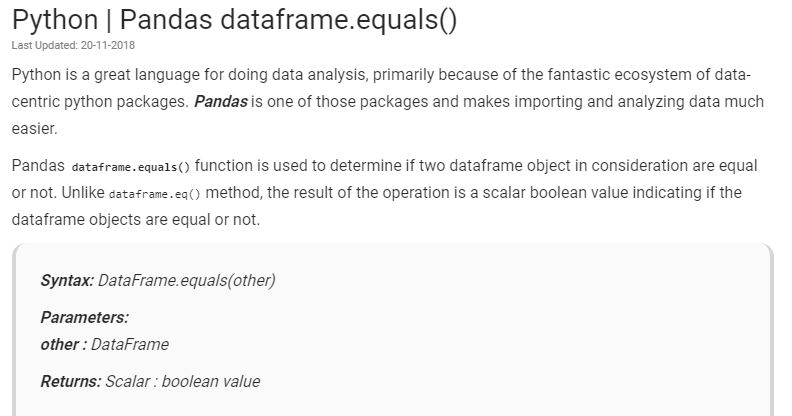 Python | Pandas dataframe.equals()
Last Updated: 20-11-2018
Python is a great language for doing data analysis, primarily because of the fantastic ecosystem of data-
centric python packages. Pandas is one of those packages and makes importing and analyzing data much
easier.
Pandas dataframe.equals() function is used to determine if two dataframe object in consideration are equal
or not. Unlike dataframe.eq() method, the result of the operation is a scalar boolean value indicating if the
dataframe objects are equal or not.
Syntax: DataFrame.equals(other)
Parameters:
other : DataFrame
Returns: Scalar : boolean value